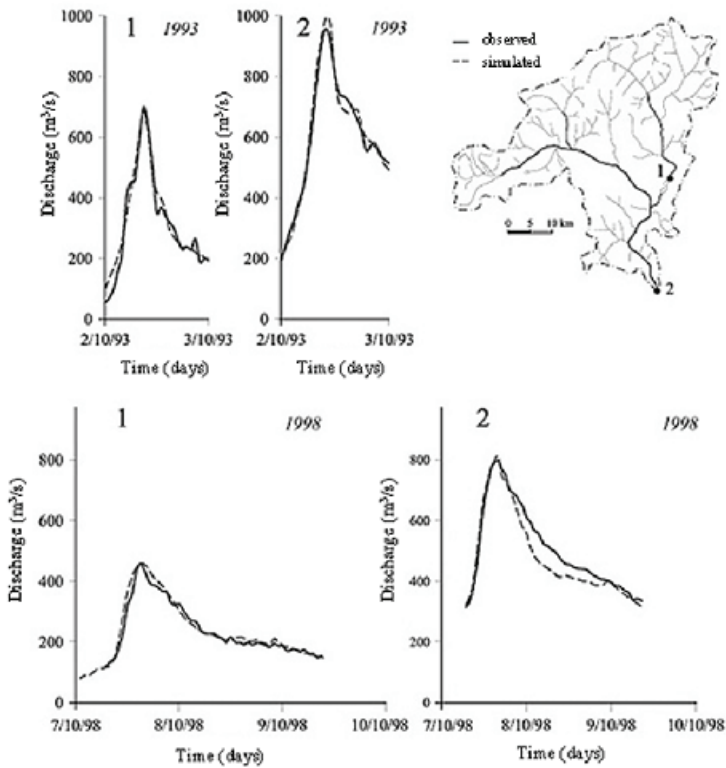 1 1993
1000
800
600
400
200
0
Discharge (m³/s)
2/10/93 3/10/93
Time (days)
2 1993
1000
800
600
400
200
0
Discharge (m³/s)
2/10/93 3/10/93
Time (days)
observed
simulated
1
0 5 10 km
2
1 1998
800
600
400
200
0
Discharge (m³/s)
7/10/98 8/10/98 9/10/98 10/10/98
Time (days)
2 1998
800
600
400
200
0
Discharge (m³/s)
7/10/98 8/10/98 9/10/98 10/10/98
Time (days)